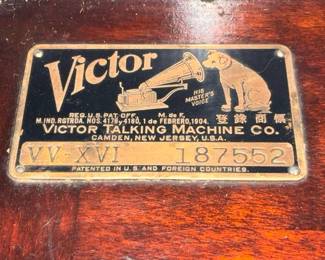 Victor
HIS
MASTER'S
VOICE
REG. U.S. PAT. OFF. M. de F.
M. IND. RGTRDA. NOS. 4179 y 4180, 1 de FEBRERO, 1904. 登録商標
VICTOR TALKING MACHINE CO.
CAMDEN, NEW JERSEY, U.S.A.
VV-XVI 187552
PATENTED IN U.S. AND FOREIGN COUNTRIES.